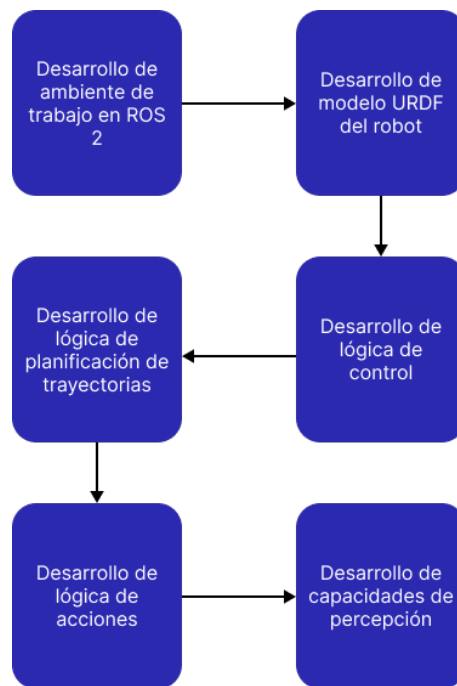 Desarrollo de
ambiente de
trabajo en ROS
2
Desarrollo de
modelo URDF
del robot
Desarrollo de
lógica de
planificación de
trayectorias
Desarrollo de
lógica de
control
Desarrollo de
lógica de
acciones
Desarrollo de
capacidades de
percepción